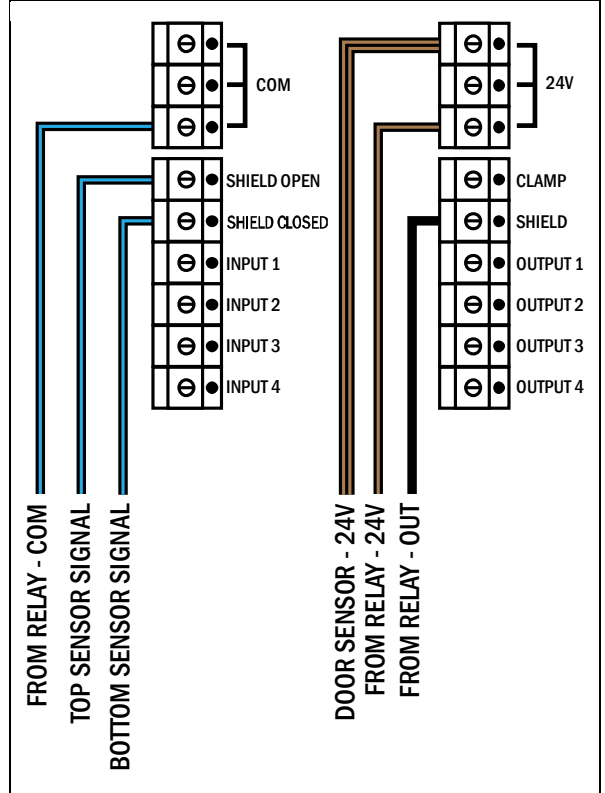 COM
SHIELD OPEN
SHIELD CLOSED
INPUT 1
INPUT 2
INPUT 3
INPUT 4
FROM RELAY - COM
TOP SENSOR SIGNAL
BOTTOM SENSOR SIGNAL
24V
CLAMP
SHIELD
OUTPUT 1
OUTPUT 2
OUTPUT 3
OUTPUT 4
DOOR SENSOR - 24V
FROM RELAY - 24V
FROM RELAY - OUT